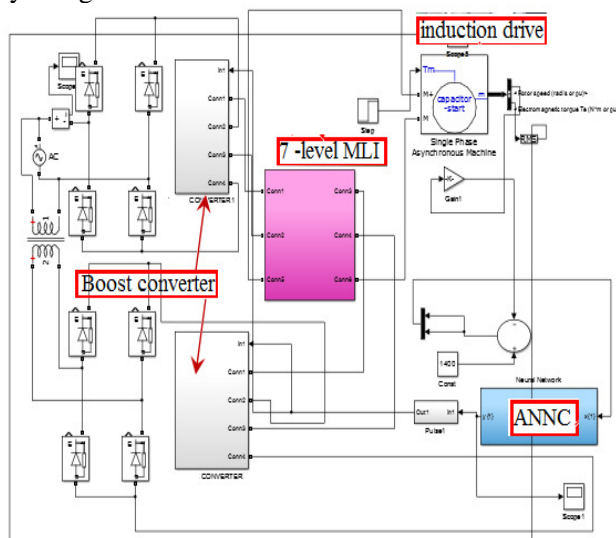 induction drive
Scope
In1
Conn1
Conn2
Conn3
Conn4
CONVERTER1
AC
1
2
Step
Tm
M+
M
m
capacitor
-start
Single Phase
Asynchronous Machine
Rotor speed (rad/s or pu)
Electromagnetic torque Te (N*m or pu)
RMS
Gain1
7 -level MLI
Conn1
Conn2
Conn5
Conn3
Conn4
Conn6
Boost converter
In1
Conn1
Conn2
Conn3
Conn4
CONVERTER
1400
Const
Neural Network
y{1}
x{1}
ANNC
Out1
In1
Pulse1
Scope1